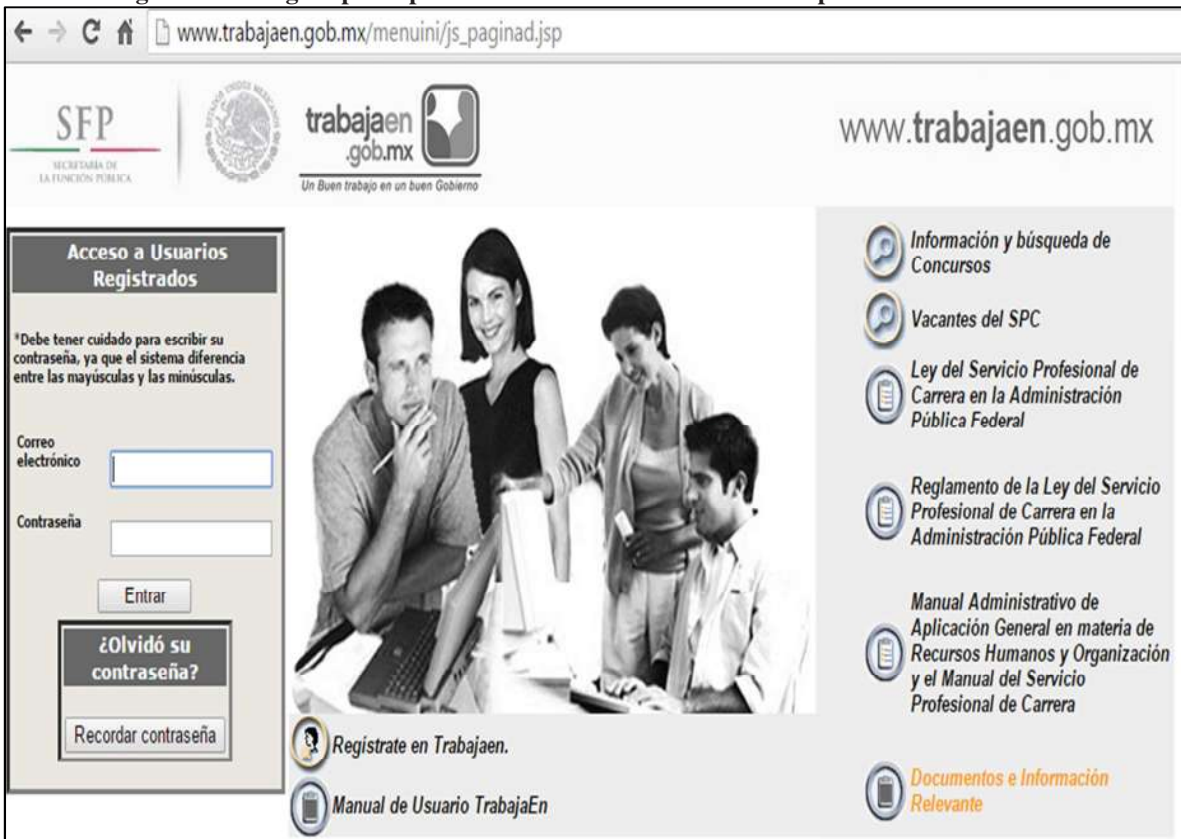 www.trabajaen.gob.mx/menuini/js_paginad.jsp
SFP
SECRETARÍA DE
LA FUNCIÓN PÚBLICA
ESTADOS UNIDOS MEXICANOS
trabajaen
.gob.mx
Un Buen trabajo en un buen Gobierno
www.trabajaen.gob.mx
Acceso a Usuarios
Registrados
*Debe tener cuidado para escribir su
contraseña, ya que el sistema diferencia
entre las mayúsculas y las minúsculas.
Correo
electrónico
Contraseña
Entrar
¿Olvidó su
contraseña?
Recordar contraseña
Regístrate en Trabajaen.
Manual de Usuario TrabajaEn
Información y búsqueda de
Concursos
Vacantes del SPC
Ley del Servicio Profesional de
Carrera en la Administración
Pública Federal
Reglamento de la Ley del Servicio
Profesional de Carrera en la
Administración Pública Federal
Manual Administrativo de
Aplicación General en materia de
Recursos Humanos y Organización
y el Manual del Servicio
Profesional de Carrera
Documentos e Información
Relevante